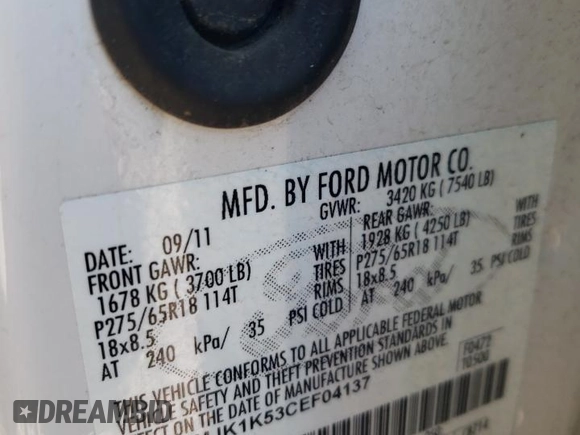 MFD. BY FORD MOTOR CO.
DATE: 09/11 GVWR: 3420 KG ( 7540 LB)
FRONT GAWR: REAR GAWR:
1678 KG ( 3700 LB) WITH 1928 KG ( 4250 LB) WITH
P275/65R18 114T TIRES P275/65R18 114T TIRES
18x8.5 RIMS 18x8.5 RIMS
AT 240 kPa/ 35 PSI COLD AT 240 kPa/ 35 PSI COLD
THIS VEHICLE CONFORMS TO ALL APPLICABLE FEDERAL MOTOR
VEHICLE SAFETY AND THEFT PREVENTION STANDARDS IN
EFFECT ON THE DATE OF MANUFACTURE SHOWN ABOVE.
JK1K53CEF04137
F0472
DREAMBID